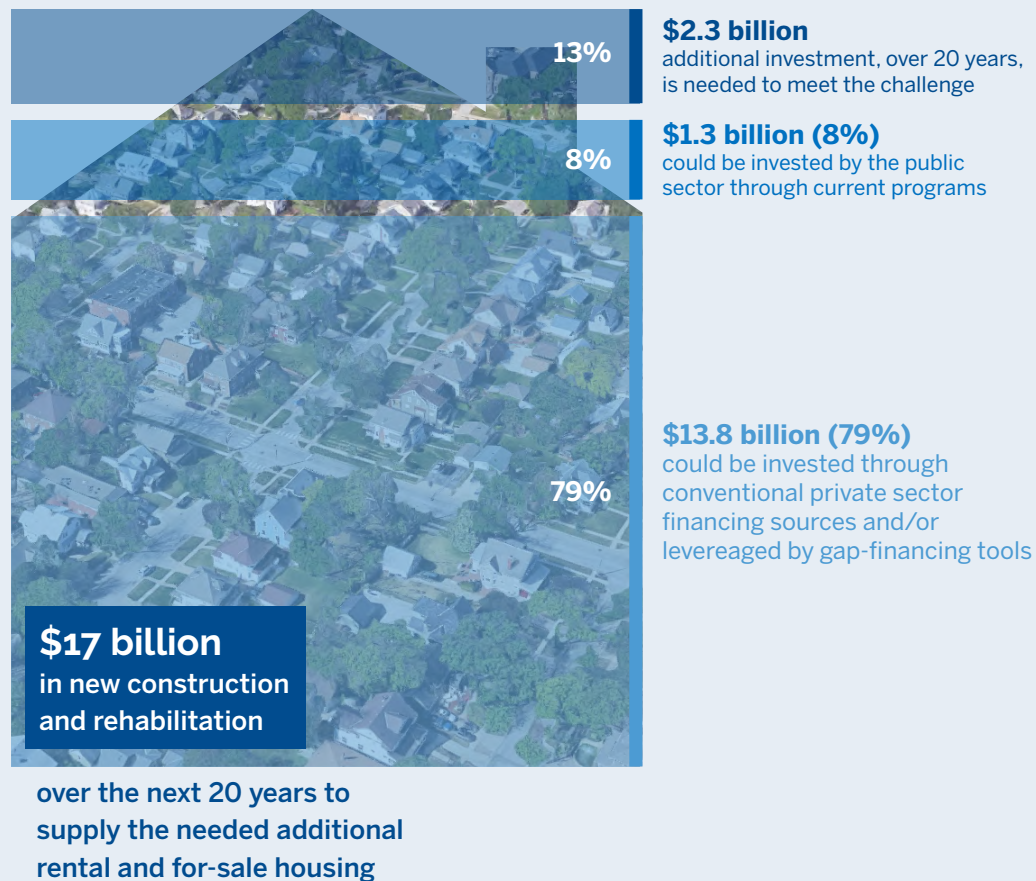 13%
$2.3 billion
additional investment, over 20 years,
is needed to meet the challenge
8%
$1.3 billion (8%)
could be invested by the public
sector through current programs
79%
$13.8 billion (79%)
could be invested through
conventional private sector
financing sources and/or
levereaged by gap-financing tools
$17 billion
in new construction
and rehabilitation
over the next 20 years to
supply the needed additional
rental and for-sale housing